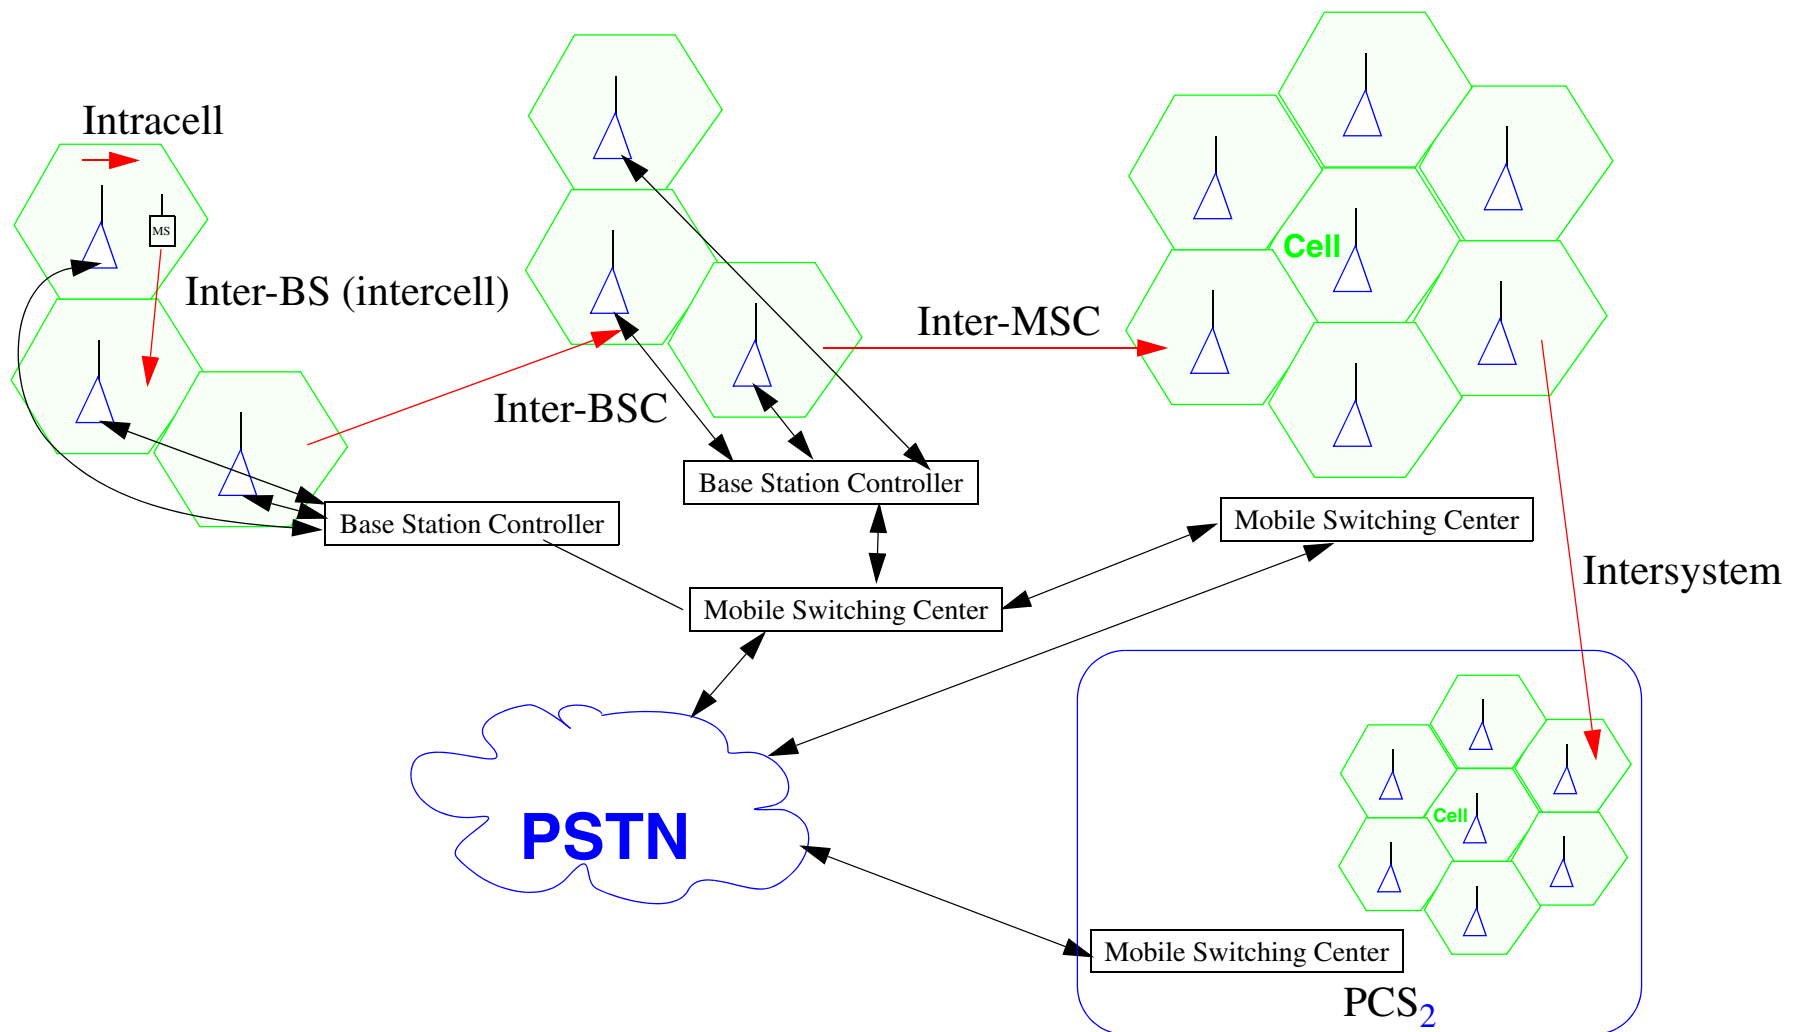 Intracell
MS
Cell
Inter-BS (intercell)
Inter-MSC
Inter-BSC
Base Station Controller
Base Station Controller
Mobile Switching Center
Intersystem
Mobile Switching Center
PSTN
Cell
Mobile Switching Center
PCS2